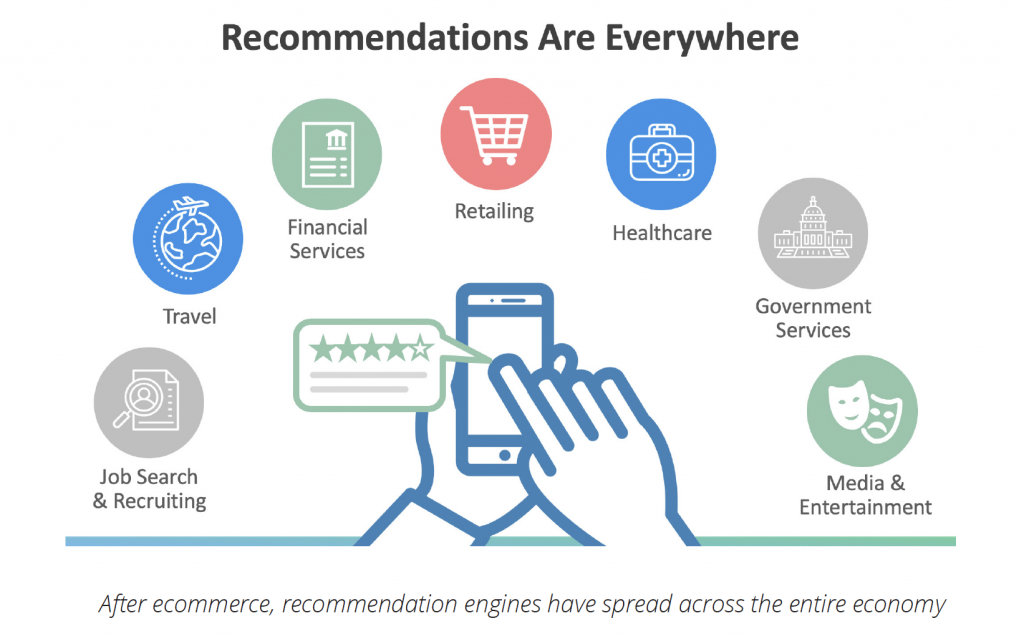 Recommendations Are Everywhere
Retailing
Financial
Services
Healthcare
Travel
Government
Services
Job Search
& Recruiting
Media &
Entertainment
After ecommerce, recommendation engines have spread across the entire economy